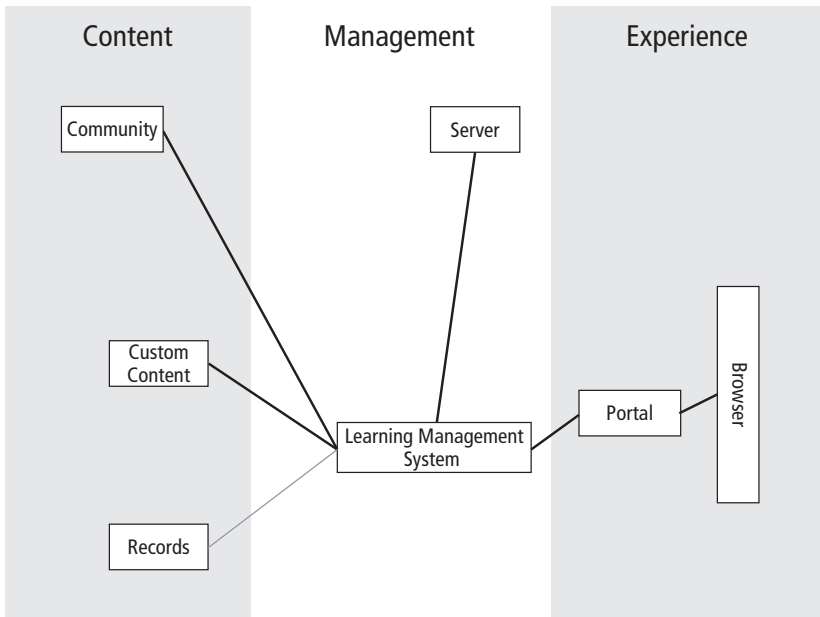 Content
Management
Experience
Community
Server
Custom
Content
Browser
Portal
Learning Management
System
Records